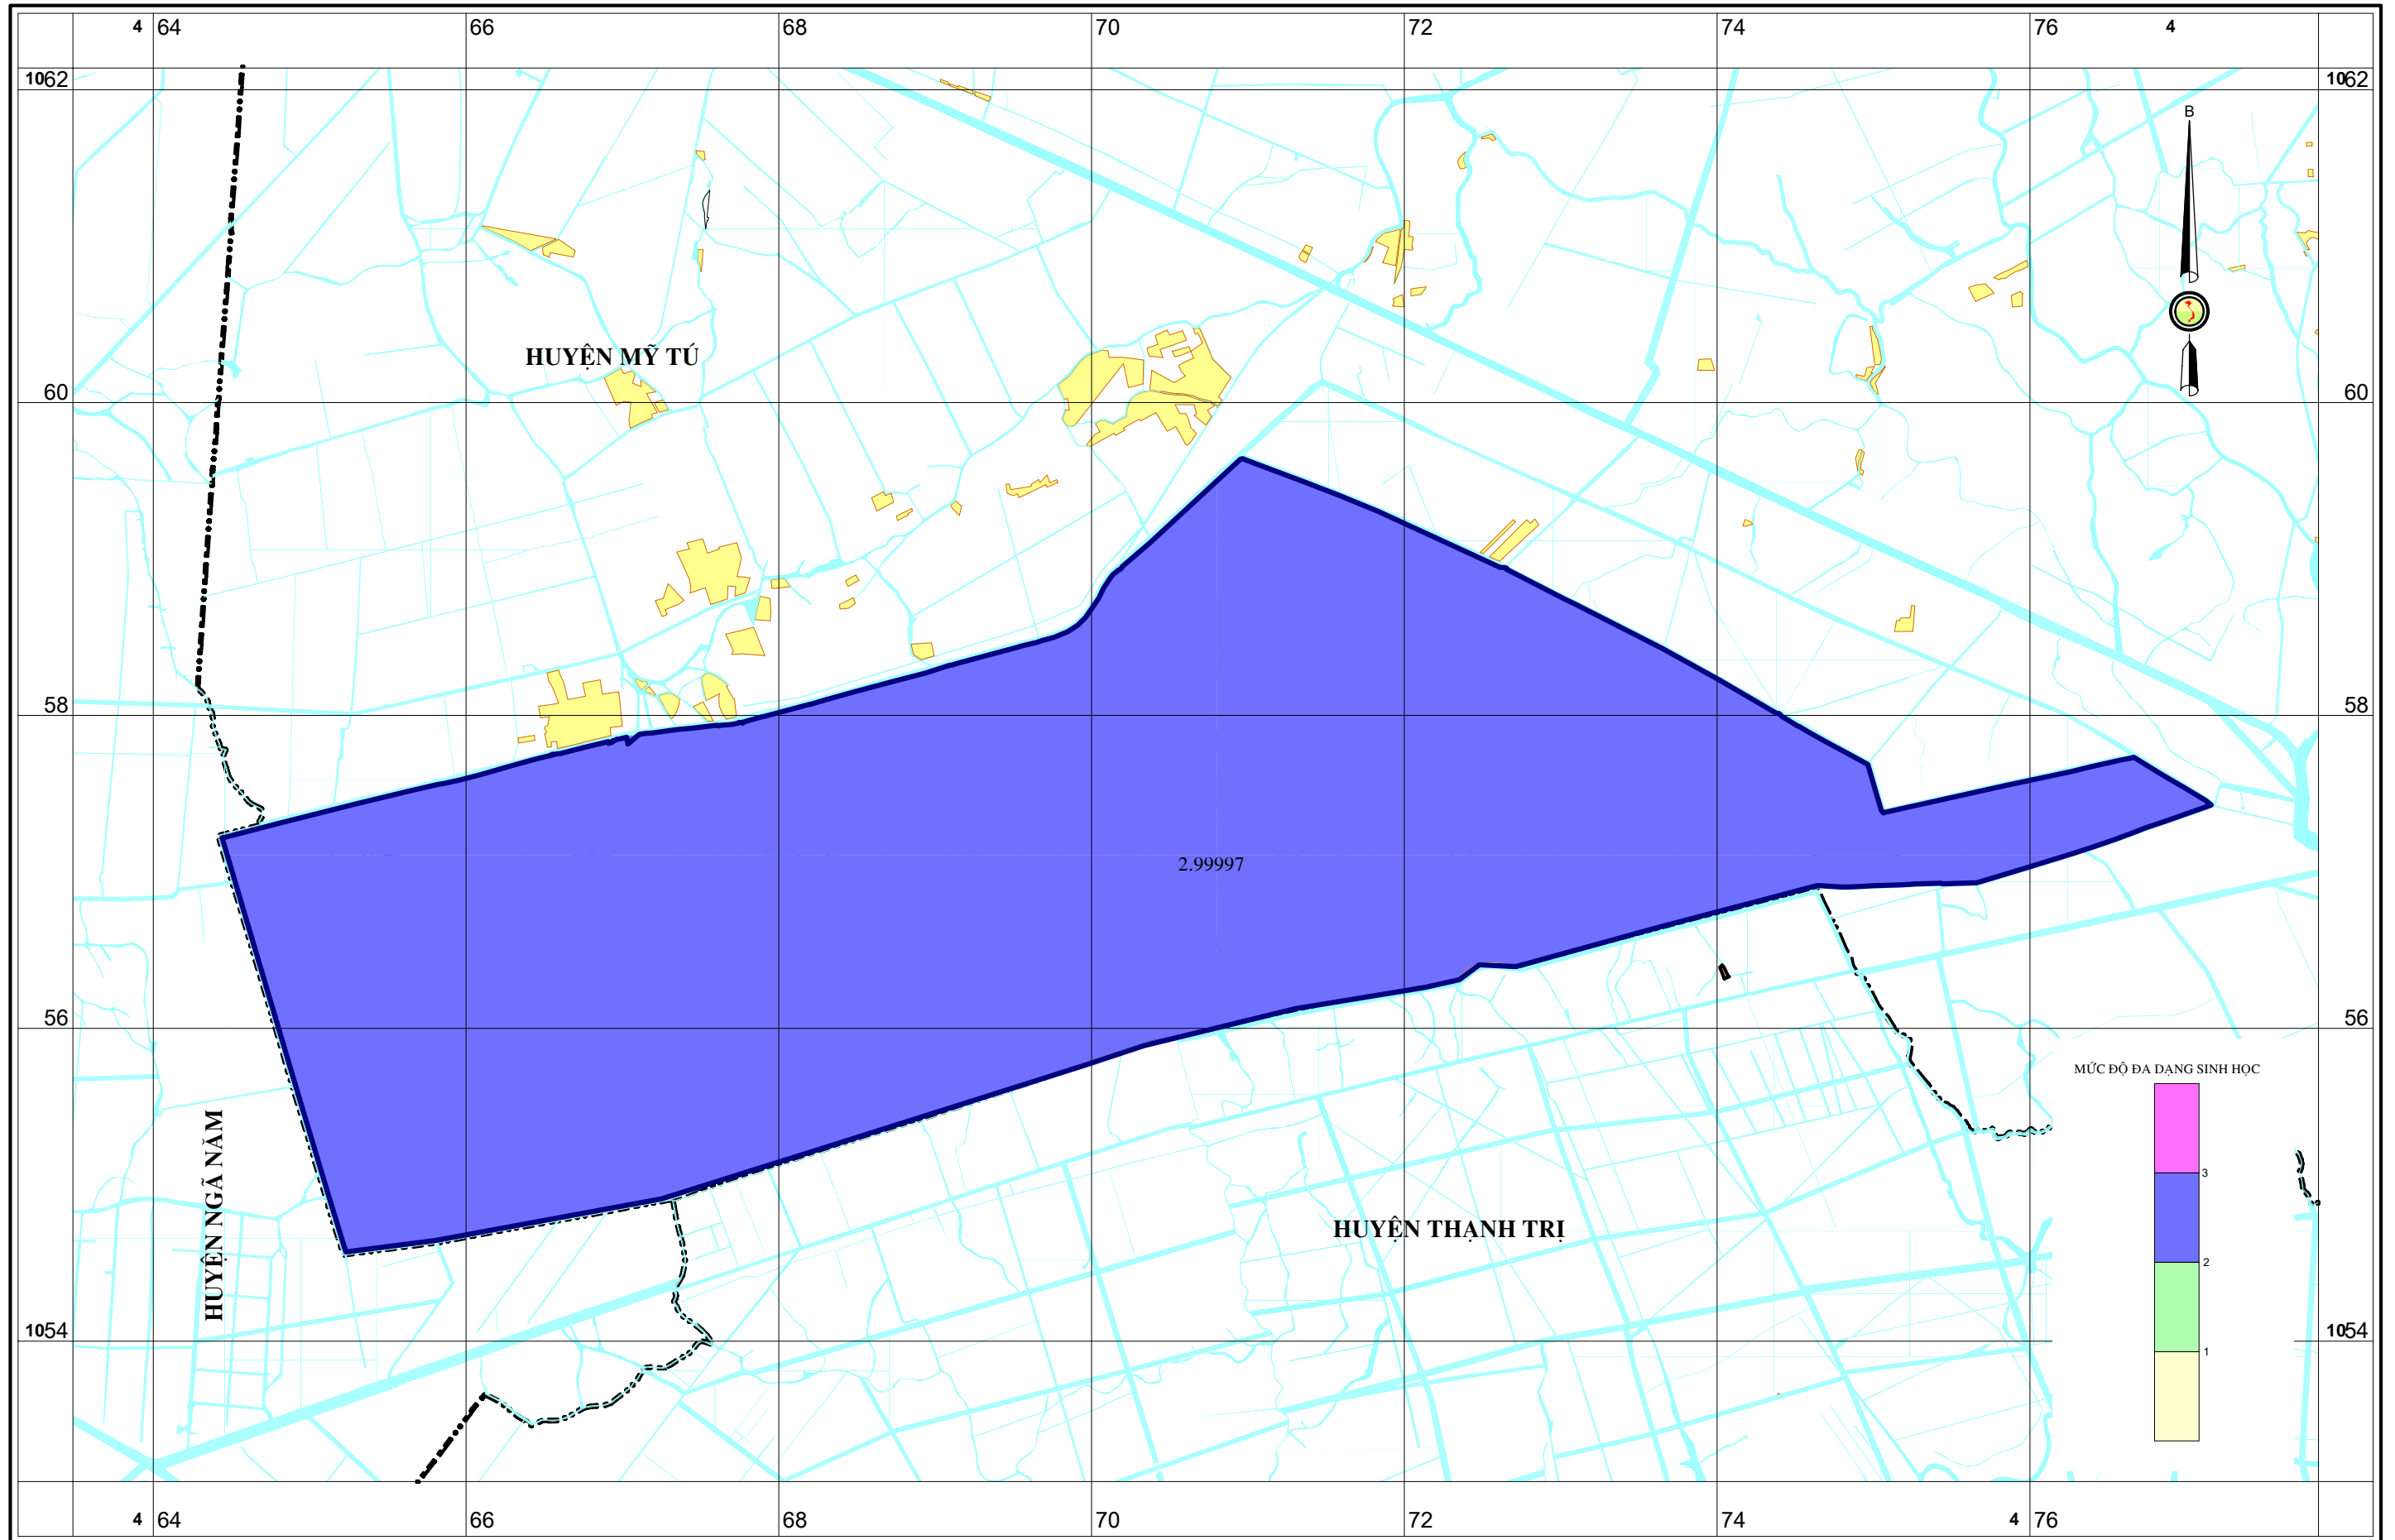 4 64 66 68 70 72 74 76 4
1062 1062
B
HUYỆN MỸ TÚ
60 60
58 58
2.99997
56 56
MỨC ĐỘ ĐA DẠNG SINH HỌC
3
2
1
HUYỆN NGÃ NĂM
HUYỆN THẠNH TRỊ
1054 1054
4 64 66 68 70 72 74 4 76